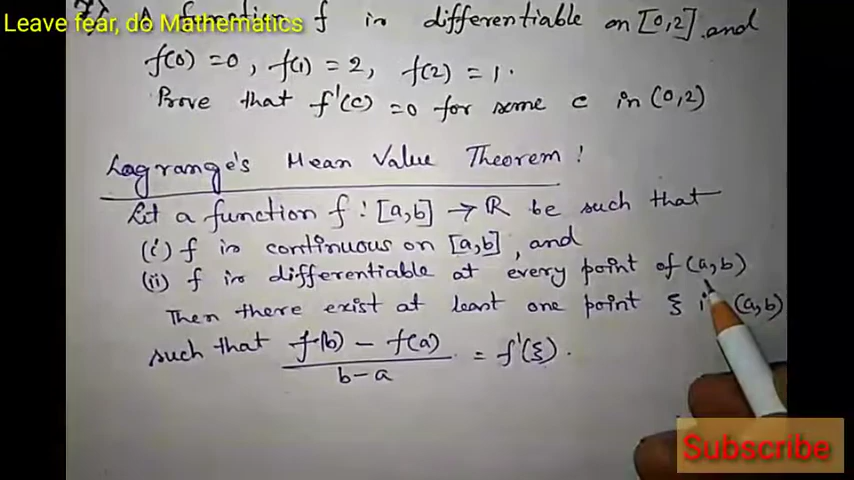 A function f is differentiable on [0,2] and
Leave fear, do Mathematics
f(0) = 0, f(1) = 2, f(2) = 1.
Prove that f'(c) = 0 for some c in (0,2)
Lagrange's Mean Value Theorem :
Let a function f : [a,b] → ℝ be such that
(i) f is continuous on [a,b], and
(ii) f is differentiable at every point of (a,b)
Then there exist at least one point ξ i (a,b)
such that f(b) - f(a) / b - a = f'(ξ).
Subscribe